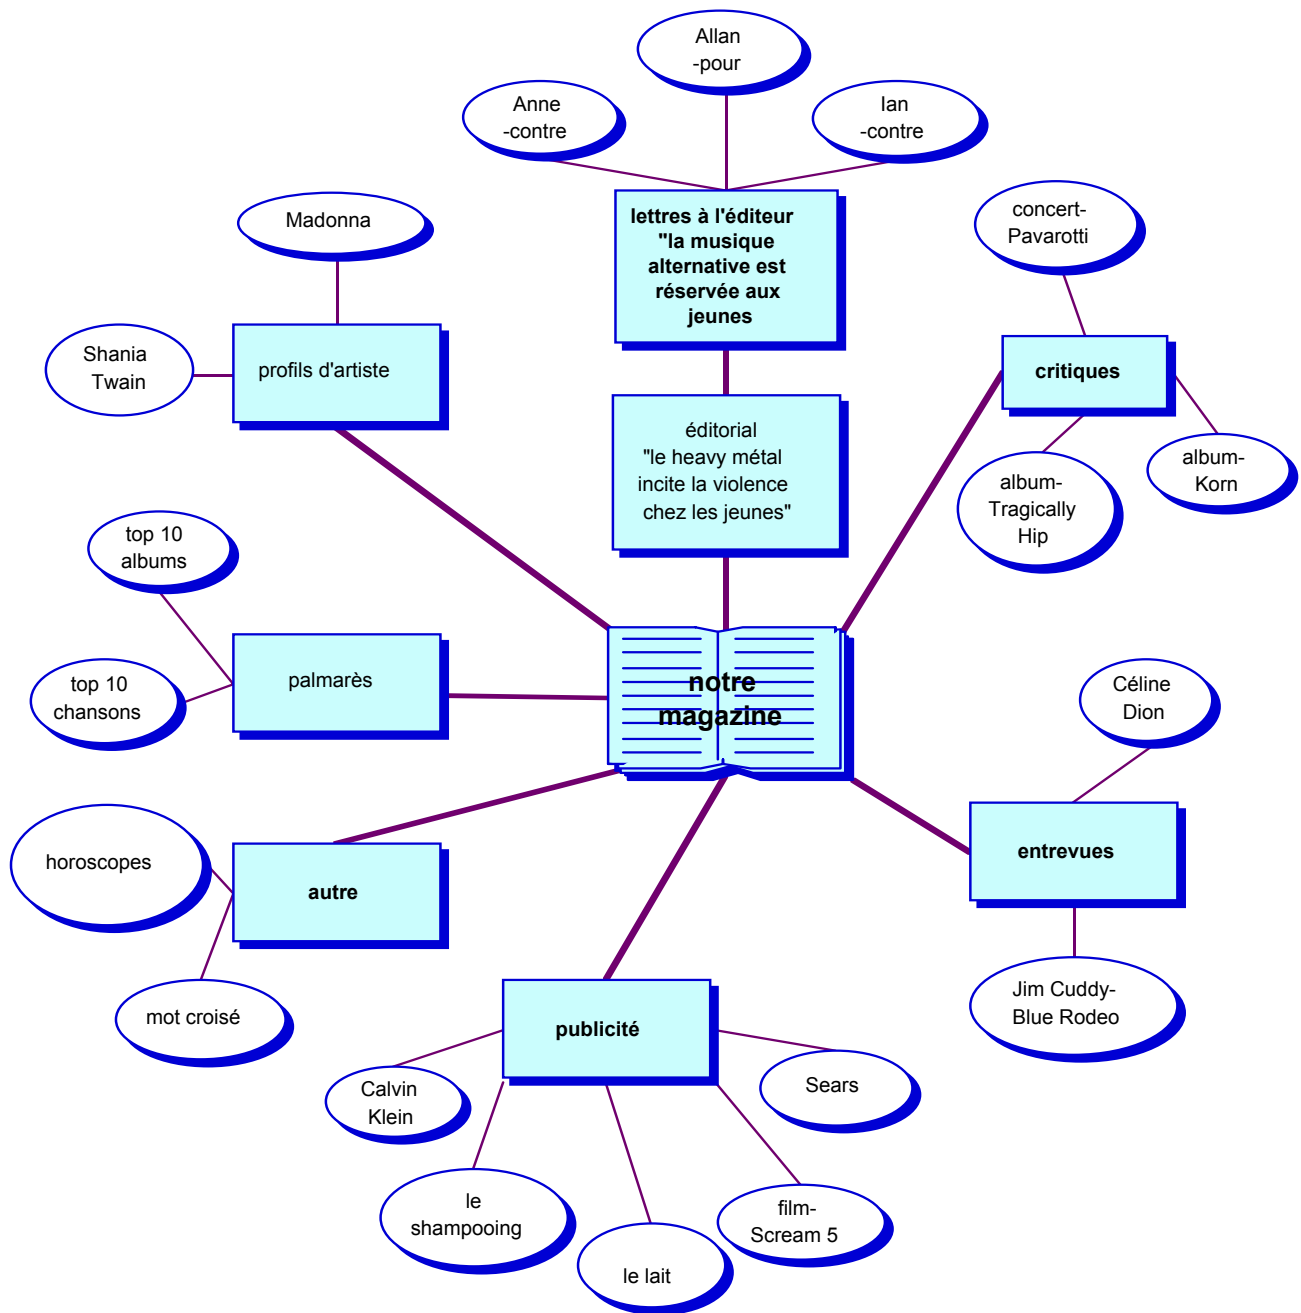 Allan
-pour
Anne
-contre
Ian
-contre
lettres à l'éditeur
"la musique
alternative est
réservée aux
jeunes
concert-
Pavarotti
Madonna
Shania
Twain
profils d'artiste
critiques
éditorial
"le heavy métal
incite la violence
chez les jeunes"
album-
Korn
album-
Tragically
Hip
top 10
albums
top 10
chansons
palmarès
notre
magazine
Céline
Dion
horoscopes
autre
entrevues
mot croisé
Jim Cuddy-
Blue Rodeo
publicité
Calvin
Klein
Sears
le
shampooing
film-
Scream 5
le lait